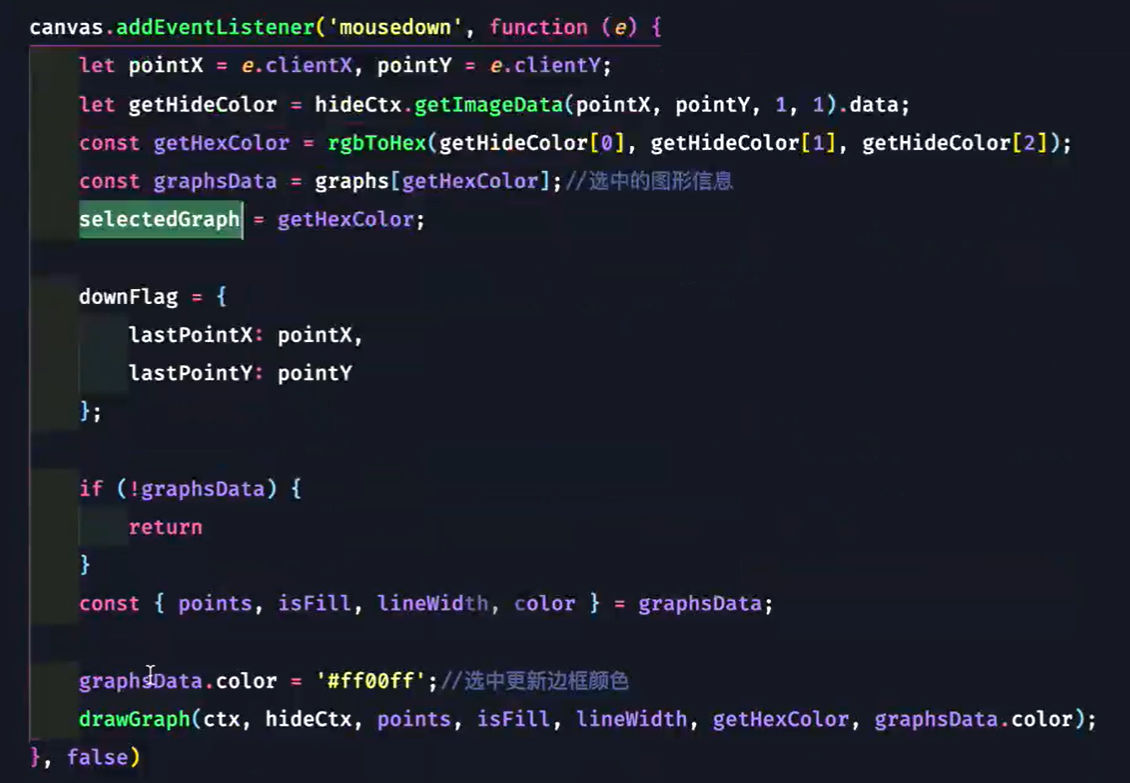 canvas.addEventListener('mousedown', function (e) {
let pointX = e.clientX, pointY = e.clientY;
let getHideColor = hideCtx.getImageData(pointX, pointY, 1, 1).data;
const getHexColor = rgbToHex(getHideColor[0], getHideColor[1], getHideColor[2]);
const graphsData = graphs[getHexColor];//选中的图形信息
selectedGraph = getHexColor;
downFlag = {
lastPointX: pointX,
lastPointY: pointY
};
if (!graphsData) {
return
}
const { points, isFill, lineWidth, color } = graphsData;
graphsData.color = '#ff00ff';//选中更新边框颜色
drawGraph(ctx, hideCtx, points, isFill, lineWidth, getHexColor, graphsData.color);
}, false)